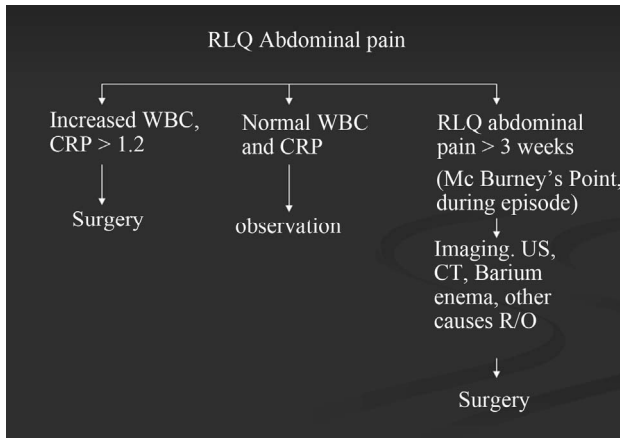 RLQ Abdominal pain
Increased WBC,
CRP > 1.2
Surgery
Normal WBC
and CRP
observation
RLQ abdominal
pain > 3 weeks
(Mc Burney’s Point,
during episode)
Imaging. US,
CT, Barium
enema, other
causes R/O
Surgery